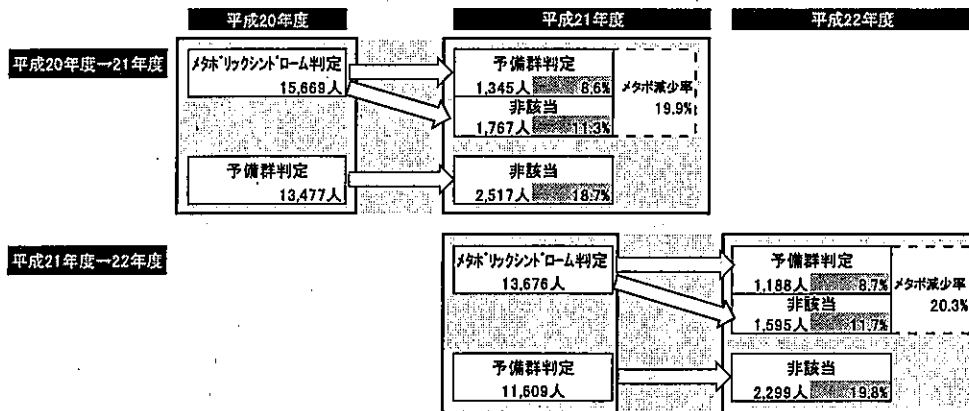 平成20年度
平成21年度
平成22年度
平成20年度→21年度
メタボリックシンドローム判定
15,669人
予備群判定
1,345人 8.6%
非該当
1,767人 11.3%
メタボ減少率
19.9%
予備群判定
13,477人
非該当
2,517人 18.7%
平成21年度→22年度
メタボリックシンドローム判定
13,676人
予備群判定
1,188人 8.7%
非該当
1,595人 11.7%
メタボ減少率
20.3%
予備群判定
11,609人
非該当
2,299人 19.8%